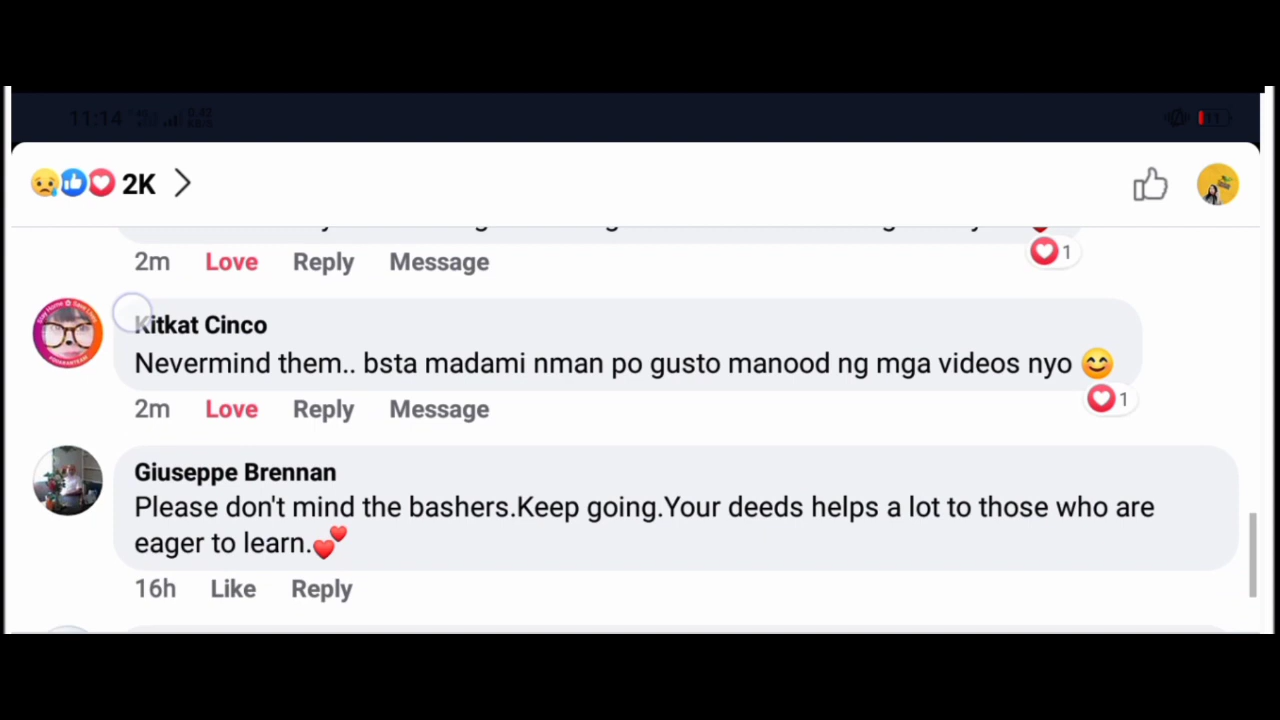 11:14
2K
2m Love Reply Message 1
Kitkat Cinco
Nevermind them.. bsta madami nman po gusto manood ng mga videos nyo 😊
2m Love Reply Message 1
Giuseppe Brennan
Please don't mind the bashers.Keep going.Your deeds helps a lot to those who are
eager to learn.💕
16h Like Reply